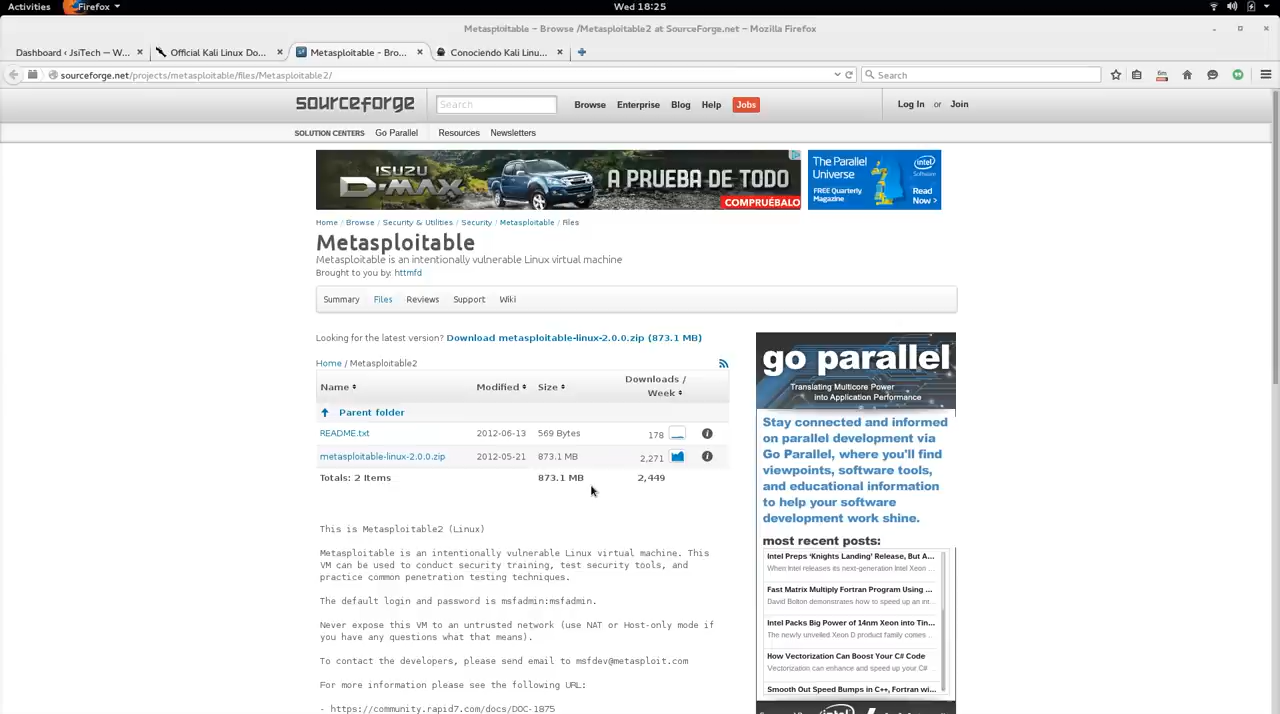 Activities Firefox Wed 18:25
Metasploitable - Browse /Metasploitable2 at SourceForge.net - Mozilla Firefox
Dashboard ‹ JsiTech — W... Official Kali Linux Do... Metasploitable - Bro... Conociendo Kali Linu...
sourceforge.net/projects/metasploitable/files/Metasploitable2/ Search
sourceforge Search Browse Enterprise Blog Help Jobs Log In or Join
SOLUTION CENTERS Go Parallel Resources Newsletters
ISUZU
D-MAX A PRUEBA DE TODO
COMPRUÉBALO
The Parallel
Universe
FREE Quarterly
Magazine
intel
Software
Read
Now >
Home / Browse / Security & Utilities / Security / Metasploitable / Files
Metasploitable
Metasploitable is an intentionally vulnerable Linux virtual machine
Brought to you by: httmfd
Summary Files Reviews Support Wiki
Looking for the latest version? Download metasploitable-linux-2.0.0.zip (873.1 MB)
Home / Metasploitable2
Name Modified Size Downloads / Week
Parent folder
README.txt 2012-06-13 569 Bytes 178
metasploitable-linux-2.0.0.zip 2012-05-21 873.1 MB 2,271
Totals: 2 Items 873.1 MB 2,449
This is Metasploitable2 (Linux)
Metasploitable is an intentionally vulnerable Linux virtual machine. This
VM can be used to conduct security training, test security tools, and
practice common penetration testing techniques.
The default login and password is msfadmin:msfadmin.
Never expose this VM to an untrusted network (use NAT or Host-only mode if
you have any questions what that means).
To contact the developers, please send email to msfdev@metasploit.com
For more information please see the following URL:
- https://community.rapid7.com/docs/DOC-1875
go parallel
Translating Multicore Power
into Application Performance
Stay connected and informed
on parallel development via
Go Parallel, where you'll find
viewpoints, software tools,
and educational information
to help your software
development work shine.
most recent posts:
Intel Preps 'Knights Landing' Release, But A...
When Intel releases its next-generation Intel Xeon ...
Fast Matrix Multiply Fortran Program Using ...
David Bolton demonstrates how to speed up an int...
Intel Packs Big Power of 14nm Xeon into Tin...
The newly unveiled Xeon D product family comes ..
How Vectorization Can Boost Your C# Code
Vectorization can enhance and speed up your C# ..
Smooth Out Speed Bumps in C++, Fortran wi...
intel